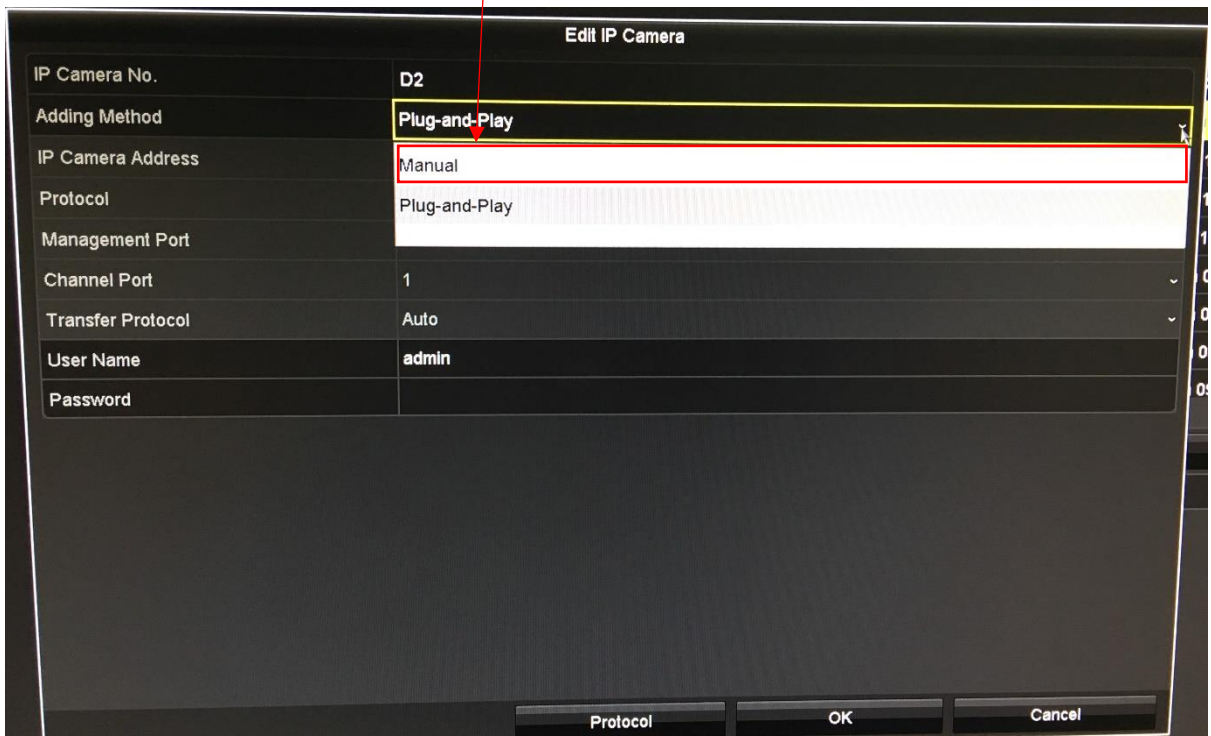 Edit IP Camera
IP Camera No. D2
Adding Method Plug-and-Play
IP Camera Address Manual
Protocol Plug-and-Play
Management Port
Channel Port 1
Transfer Protocol Auto
User Name admin
Password
Protocol OK Cancel